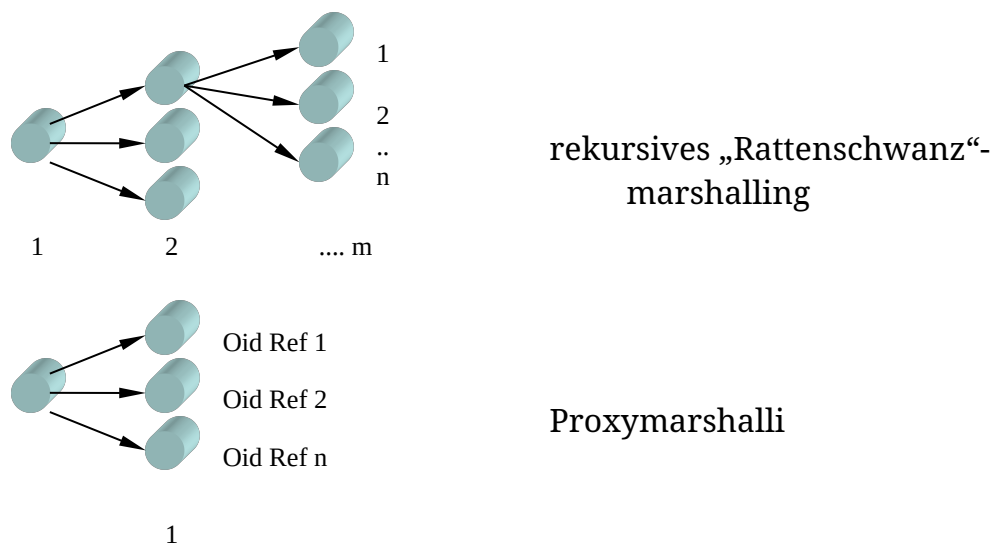 1
2
..
n
rekursives „Rattenschwanz“-
marshalling
1 2 .... m
Oid Ref 1
Oid Ref 2
Oid Ref n
Proxymarshalli
1